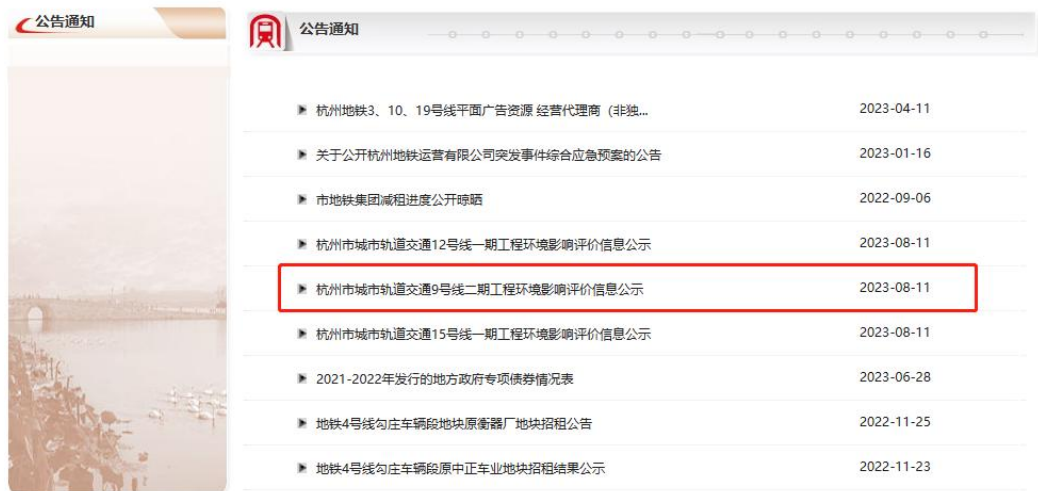 公告通知
公告通知
杭州地铁3、10、19号线平面广告资源 经营代理商（非独... 2023-04-11
关于公开杭州地铁运营有限公司突发事件综合应急预案的公告 2023-01-16
市地铁集团减租进度公开晾晒 2022-09-06
杭州市城市轨道交通12号线一期工程环境影响评价信息公示 2023-08-11
杭州市城市轨道交通9号线二期工程环境影响评价信息公示 2023-08-11
杭州市城市轨道交通15号线一期工程环境影响评价信息公示 2023-08-11
2021-2022年发行的地方政府专项债券情况表 2023-06-28
地铁4号线勾庄车辆段地块原衡器厂地块招租公告 2022-11-25
地铁4号线勾庄车辆段原中正车业地块招租结果公示 2022-11-23